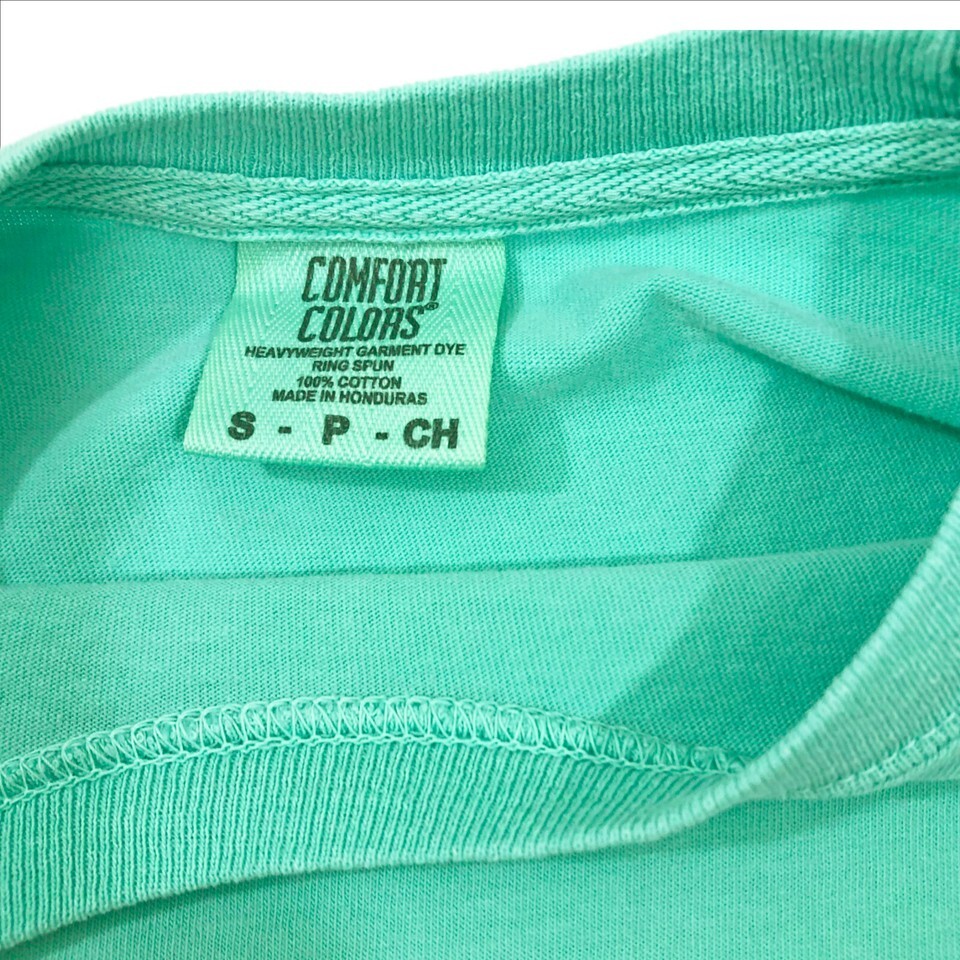 COMFORT
COLORS®
HEAVYWEIGHT GARMENT DYE
RING SPUN
100% COTTON
MADE IN HONDURAS
S - P - CH